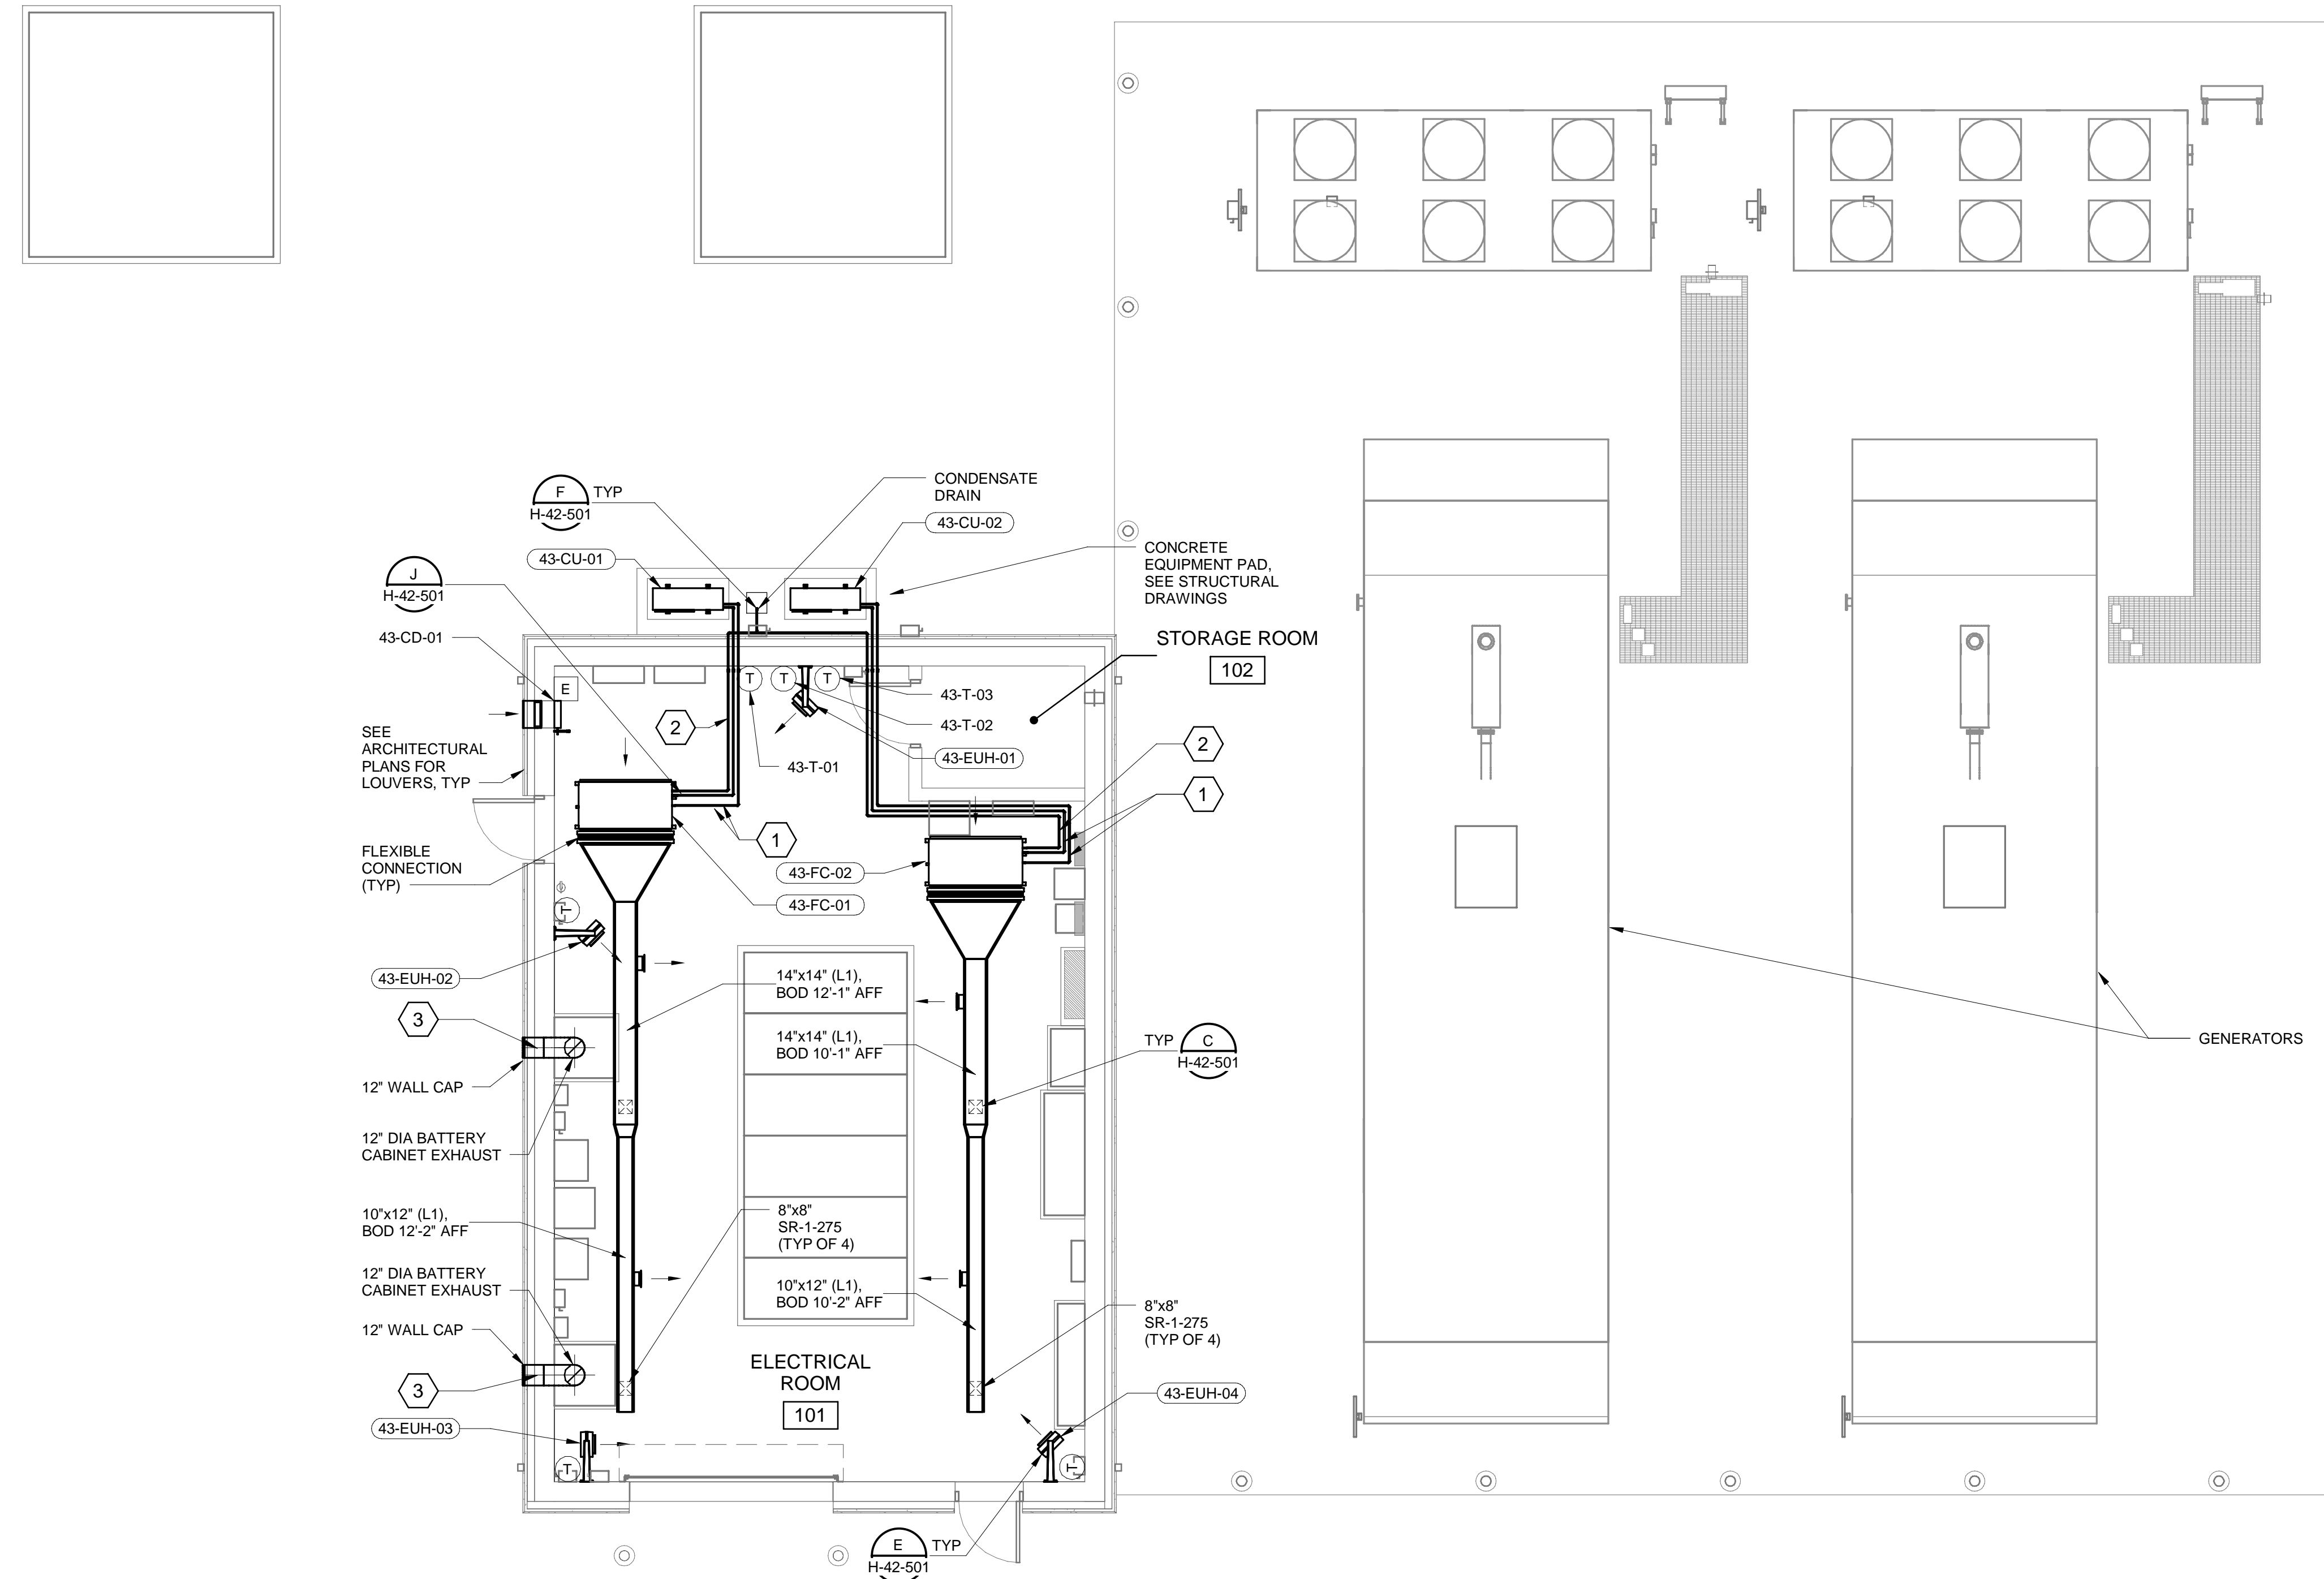 F
H-42-501
TYP
CONDENSATE
DRAIN
43-CU-02
43-CU-01
CONCRETE
EQUIPMENT PAD,
SEE STRUCTURAL
DRAWINGS
J
H-42-501
43-CD-01
STORAGE ROOM
102
E
T
T
T
43-T-03
43-T-02
43-EUH-01
43-T-01
2
SEE
ARCHITECTURAL
PLANS FOR
LOUVERS, TYP
2
1
1
FLEXIBLE
CONNECTION
(TYP)
43-FC-02
43-FC-01
T
43-EUH-02
14"x14" (L1),
BOD 12'-1" AFF
3
14"x14" (L1),
BOD 10'-1" AFF
TYP
C
H-42-501
GENERATORS
12" WALL CAP
12" DIA BATTERY
CABINET EXHAUST
10"x12" (L1),
BOD 12'-2" AFF
8"x8"
SR-1-275
(TYP OF 4)
12" DIA BATTERY
CABINET EXHAUST
10"x12" (L1),
BOD 10'-2" AFF
8"x8"
SR-1-275
(TYP OF 4)
12" WALL CAP
ELECTRICAL
ROOM
101
3
43-EUH-04
43-EUH-03
T
T
E
H-42-501
TYP